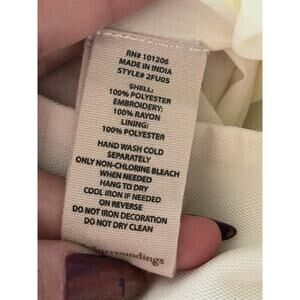 RN# 101206
MADE IN INDIA
STYLE# 2FU05
SHELL:
100% POLYESTER
EMBROIDERY:
100% RAYON
LINING:
100% POLYESTER
HAND WASH COLD
SEPARATELY
ONLY NON-CHLORINE BLEACH
WHEN NEEDED
HANG TO DRY
COOL IRON IF NEEDED
ON REVERSE
DO NOT IRON DECORATION
DO NOT DRY CLEAN
Surroundings